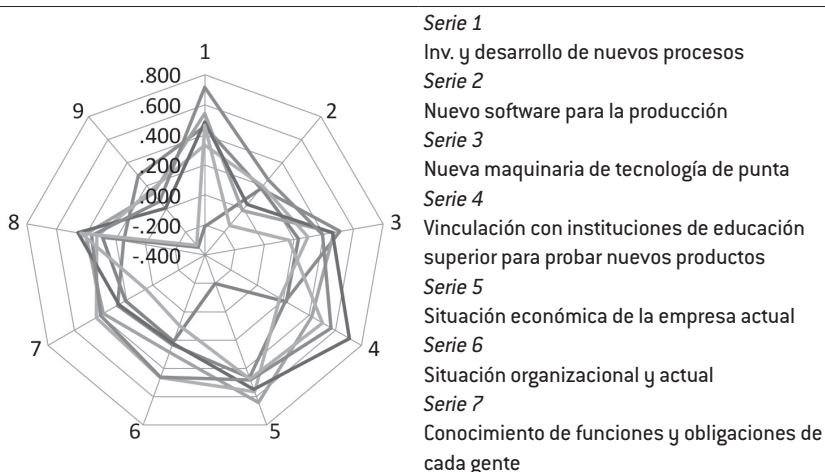 Serie 1
Inv. y desarrollo de nuevos procesos
Serie 2
Nuevo software para la producción
Serie 3
Nueva maquinaria de tecnología de punta
Serie 4
Vinculación con instituciones de educación
superior para probar nuevos productos
Serie 5
Situación económica de la empresa actual
Serie 6
Situación organizacional y actual
Serie 7
Conocimiento de funciones y obligaciones de
cada gente
1
.800
.600
.400
.200
.000
-.200
-.400
2
3
4
5
6
7
8
9